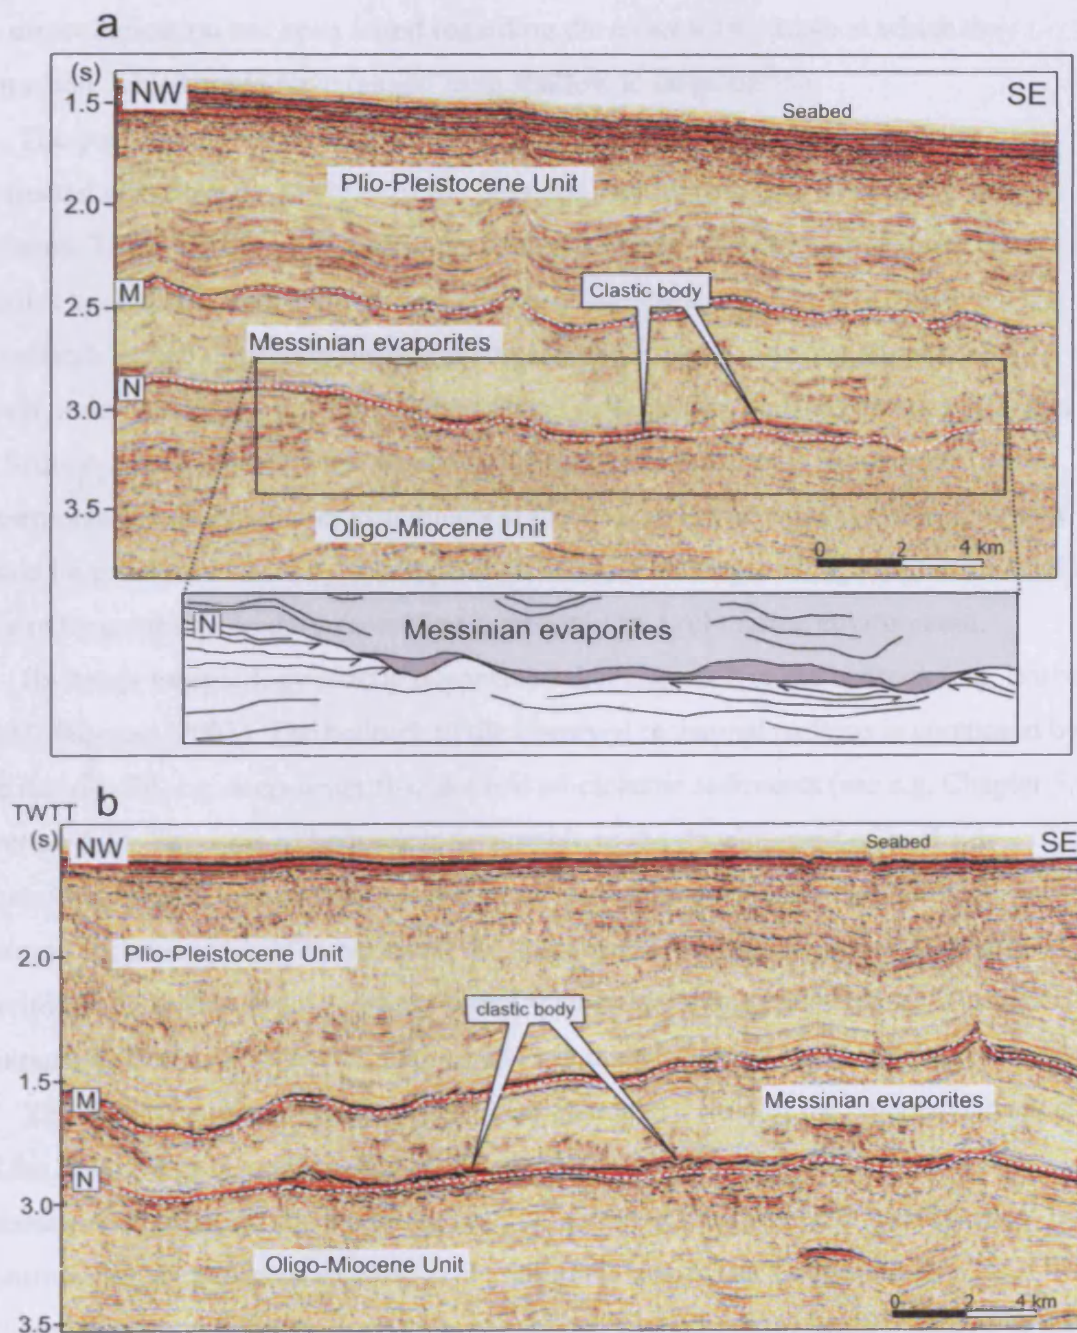 a
(s)
NW
SE
1.5
Seabed
Plio-Pleistocene Unit
2.0
M
Clastic body
2.5
Messinian evaporites
N
3.0
3.5
Oligo-Miocene Unit
0 2 4 km
N
Messinian evaporites
b
TWTT
(s)
NW
Seabed
SE
Plio-Pleistocene Unit
2.0
clastic body
1.5
M
Messinian evaporites
N
3.0
Oligo-Miocene Unit
0 2 4 km
3.5